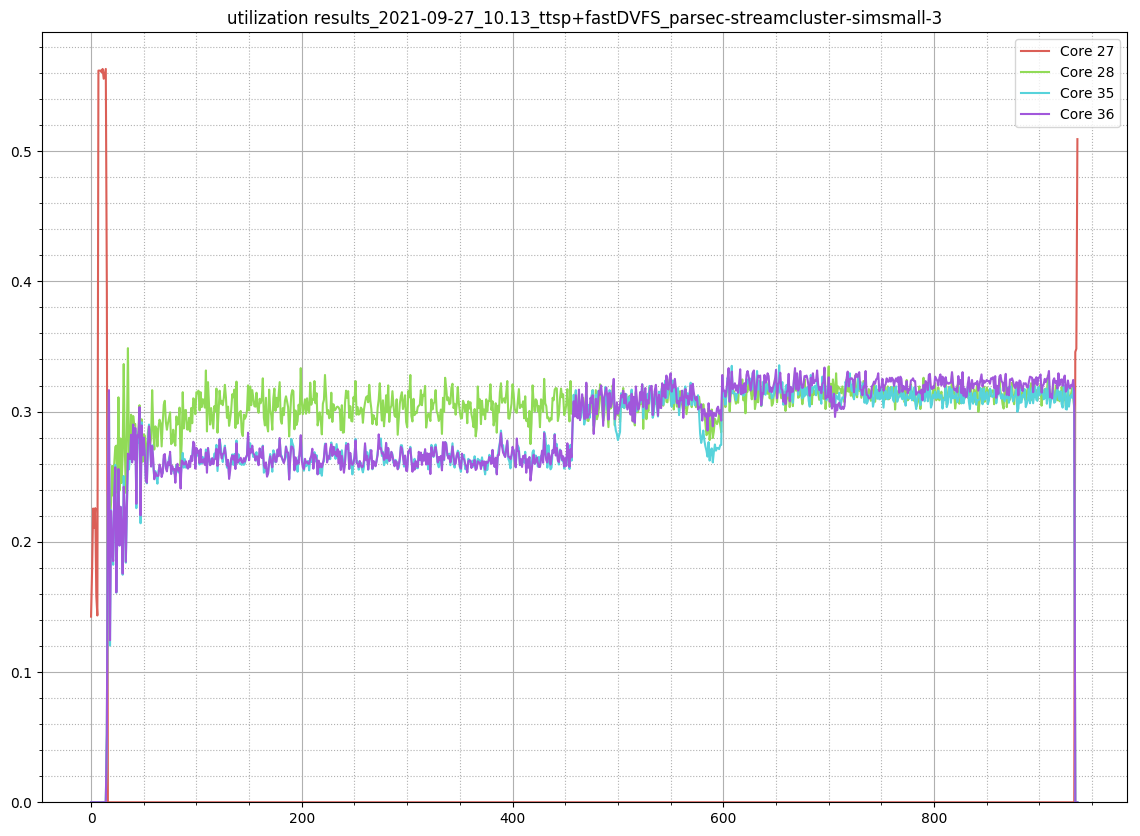 utilization results_2021-09-27_10.13_ttsp+fastDVFS_parsec-streamcluster-simsmall-3
Core 27
Core 28
Core 35
Core 36
0.5
0.4
0.3
0.2
0.1
0.0
0 200 400 600 800